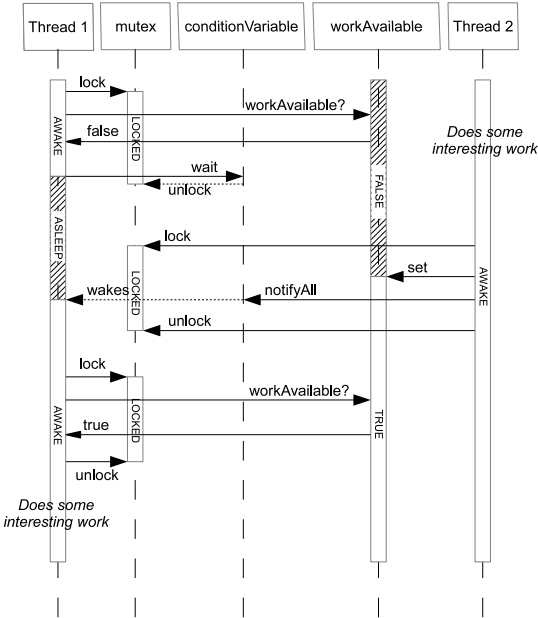 Thread 1
mutex
conditionVariable
workAvailable
Thread 2
lock
workAvailable?
false
AWAKE
LOCKED
Does some
interesting work
wait
unlock
FALSE
ASLEEP
lock
set
AWAKE
LOCKED
wakes
notifyAll
unlock
lock
workAvailable?
AWAKE
LOCKED
TRUE
true
unlock
Does some
interesting work